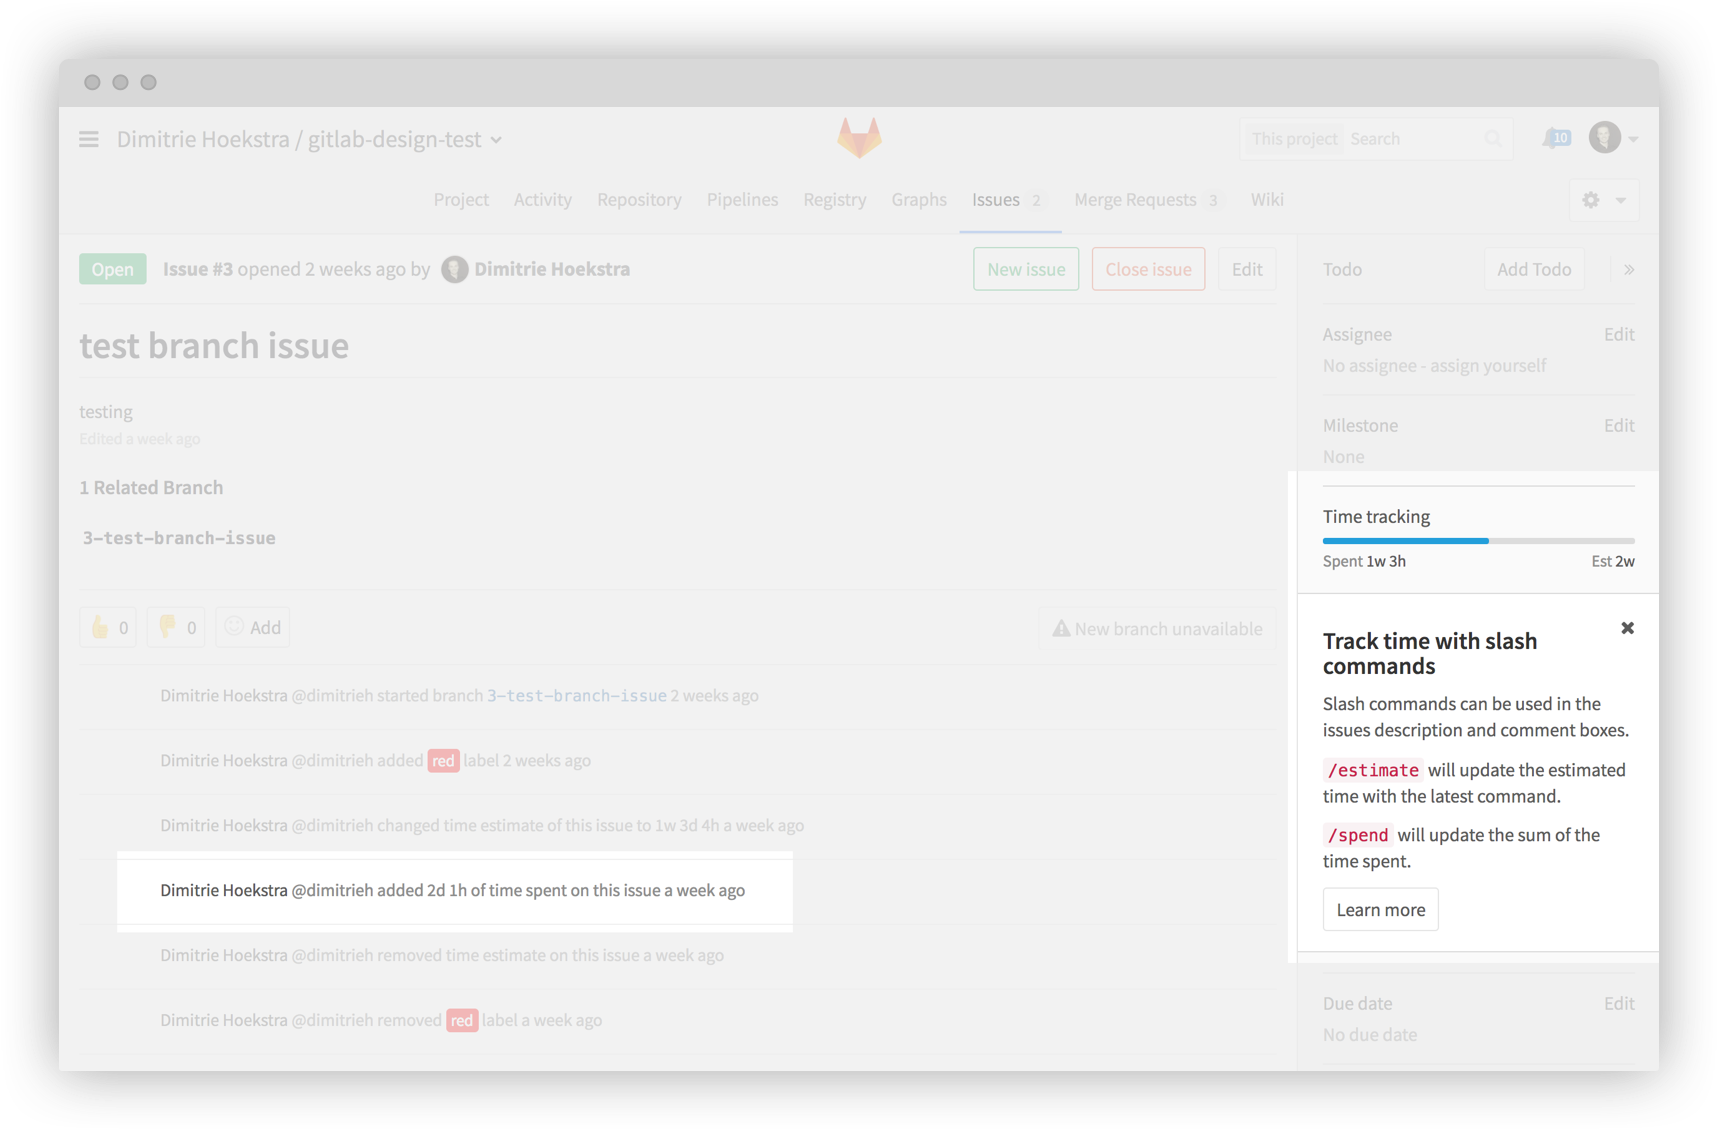 Dimitrie Hoekstra / gitlab-design-test
This project Search
10
Project Activity Repository Pipelines Registry Graphs Issues 2 Merge Requests 3 Wiki
Open Issue #3 opened 2 weeks ago by Dimitrie Hoekstra
New issue Close issue Edit
test branch issue
testing
Edited a week ago
1 Related Branch
3-test-branch-issue
0 0 Add
New branch unavailable
Dimitrie Hoekstra @dimitrieh started branch 3-test-branch-issue 2 weeks ago
Dimitrie Hoekstra @dimitrieh added red label 2 weeks ago
Dimitrie Hoekstra @dimitrieh changed time estimate of this issue to 1w 3d 4h a week ago
Dimitrie Hoekstra @dimitrieh added 2d 1h of time spent on this issue a week ago
Dimitrie Hoekstra @dimitrieh removed time estimate on this issue a week ago
Dimitrie Hoekstra @dimitrieh removed red label a week ago
Todo Add Todo »
Assignee Edit
No assignee - assign yourself
Milestone Edit
None
Time tracking
Spent 1w 3h Est 2w
Track time with slash
commands
Slash commands can be used in the
issues description and comment boxes.
/estimate will update the estimated
time with the latest command.
/spend will update the sum of the
time spent.
Learn more
Due date Edit
No due date